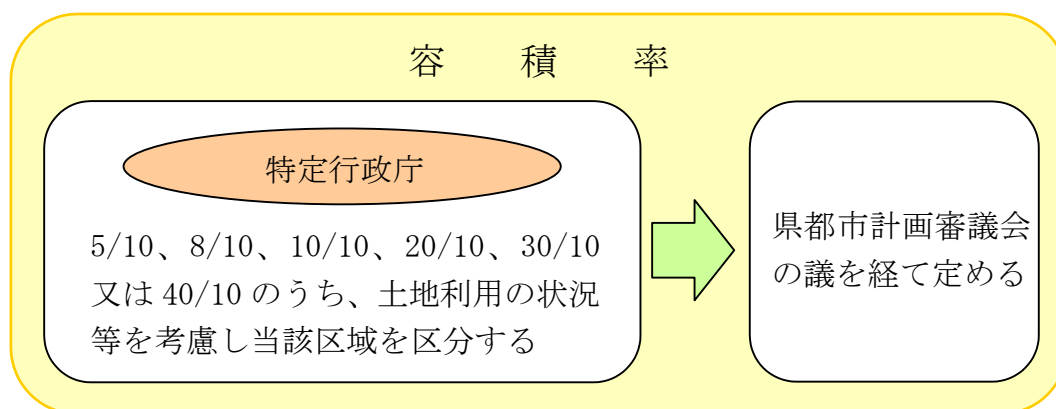 容積率
特定行政庁
5/10、8/10、10/10、20/10、30/10
又は 40/10 のうち、土地利用の状況
等を考慮し当該区域を区分する
県都市計画審議会
の議を経て定める